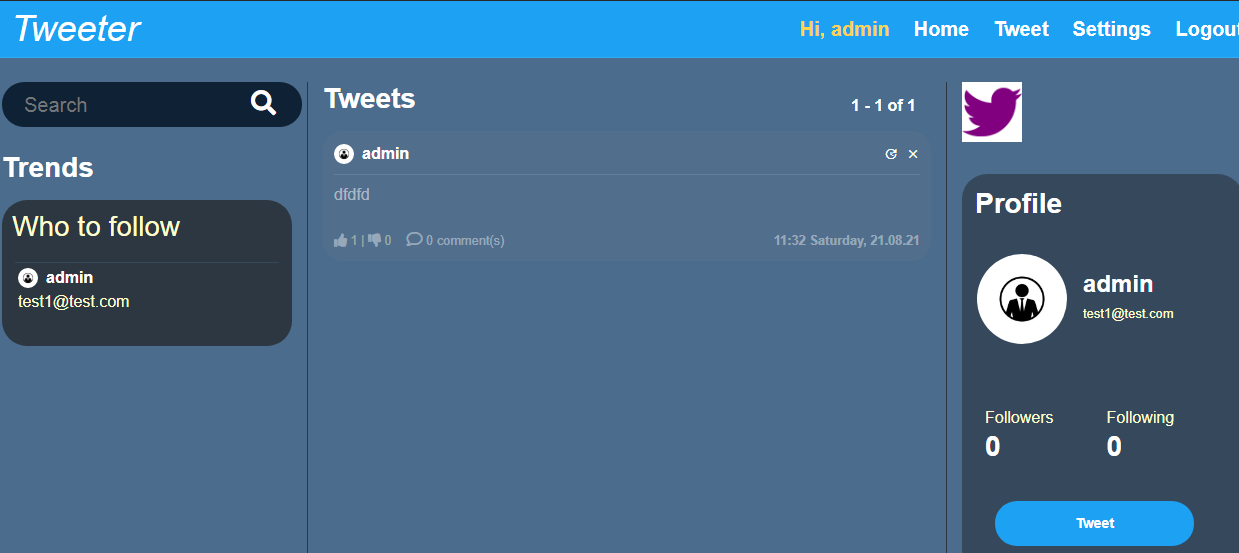 Tweeter
Hi, admin Home Tweet Settings Logout
Search
Trends
Who to follow
admin
test1@test.com
Tweets
1 - 1 of 1
admin
dfdfd
1 | 0 0 comment(s)
11:32 Saturday, 21.08.21
Profile
admin
test1@test.com
Followers Following
0 0
Tweet